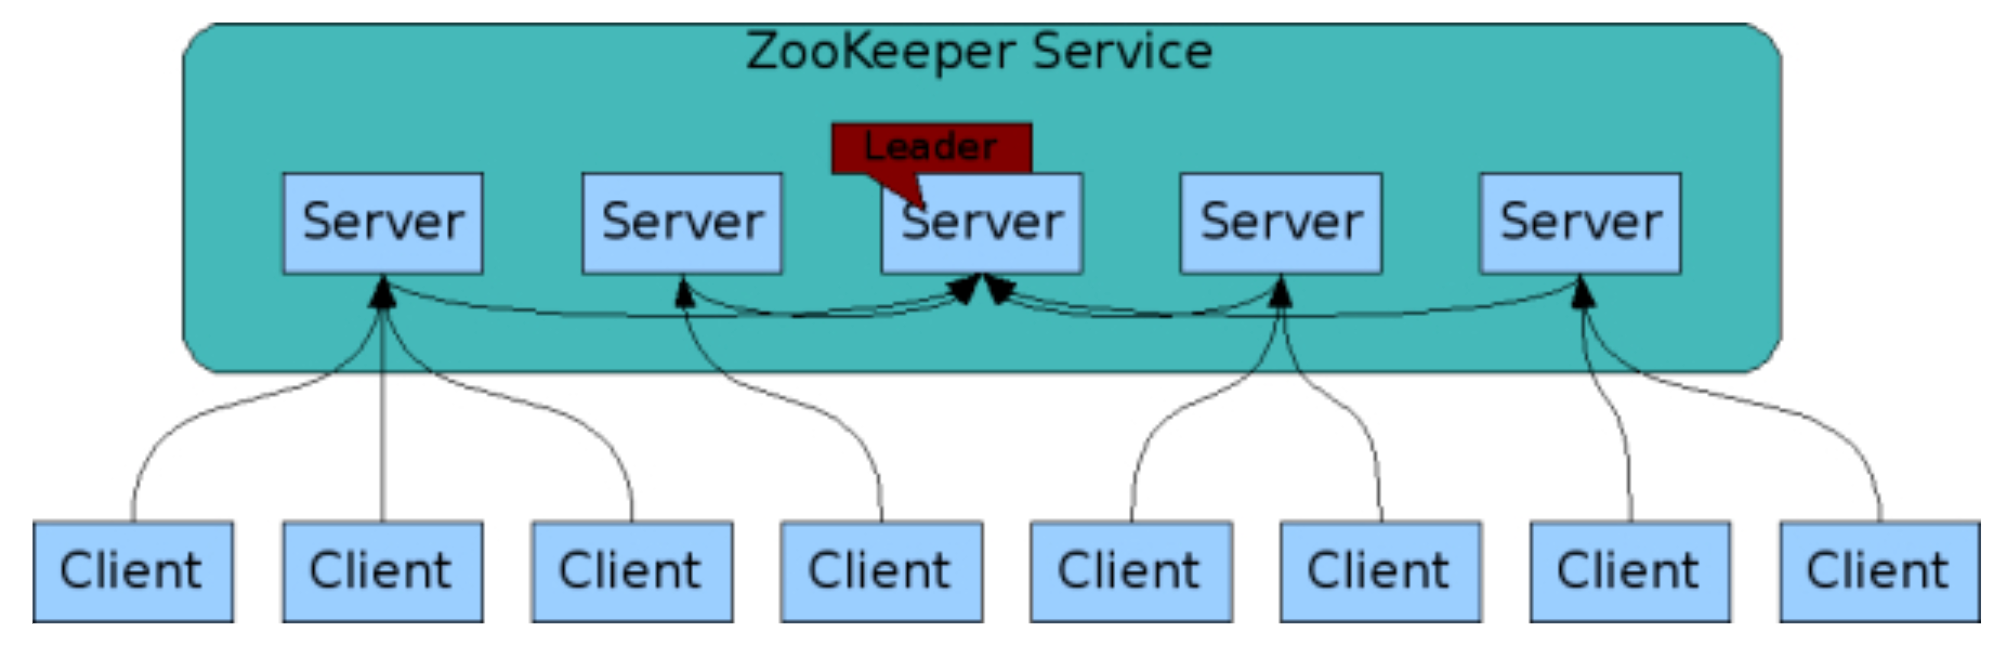 ZooKeeper Service
Leader
Server Server Server Server Server
Client Client Client Client Client Client Client Client